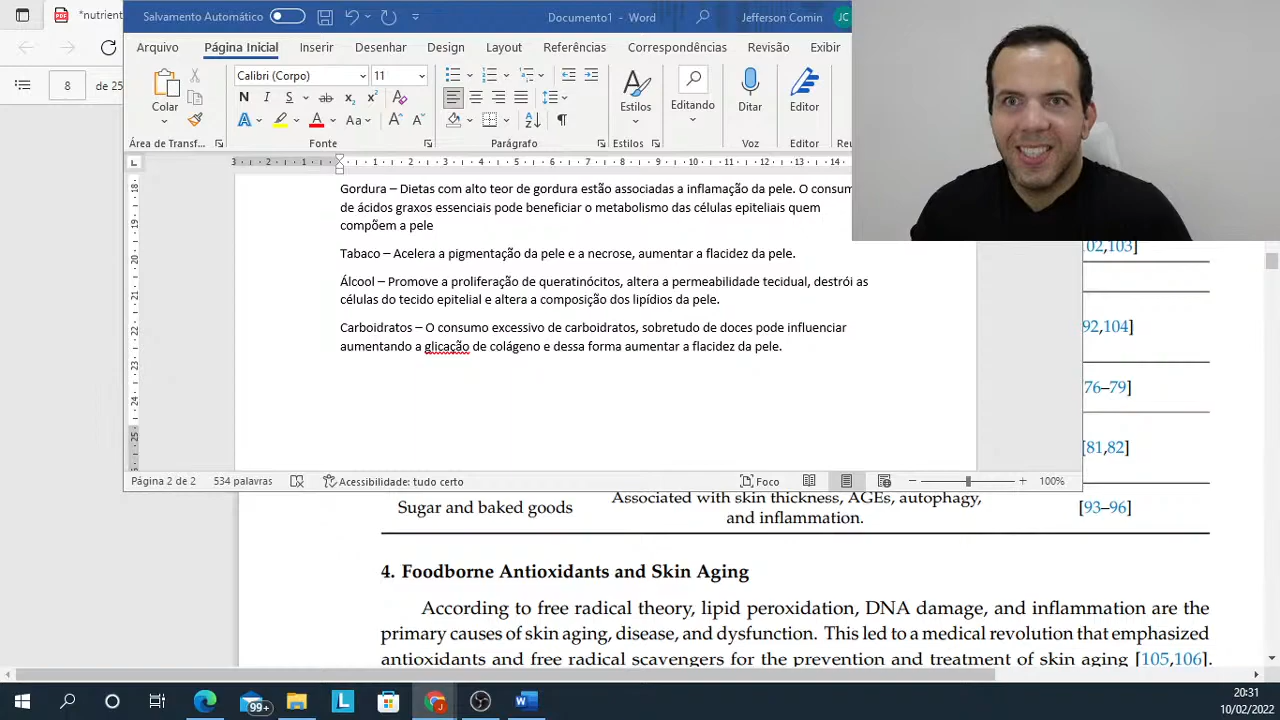 "nutrient
Salvamento Automático
Documento1 - Word
Jefferson Comin
JC
8
de 25
Arquivo
Página Inicial
Inserir
Desenhar
Design
Layout
Referências
Correspondências
Revisão
Exibir
Colar
Calibri (Corpo)
11
Estilos
Editando
Ditar
Editor
Área de Transf...
Fonte
Parágrafo
Estilos
Voz
Editor
Gordura – Dietas com alto teor de gordura estão associadas a inflamação da pele. O consum
de ácidos graxos essenciais pode beneficiar o metabolismo das células epiteliais quem
compõem a pele
Tabaco – Acelera a pigmentação da pele e a necrose, aumentar a flacidez da pele.
Álcool – Promove a proliferação de queratinócitos, altera a permeabilidade tecidual, destrói as
células do tecido epitelial e altera a composição dos lipídios da pele.
Carboidratos – O consumo excessivo de carboidratos, sobretudo de doces pode influenciar
aumentando a glicação de colágeno e dessa forma aumentar a flacidez da pele.
102,103]
92,104]
76–79]
[81,82]
Página 2 de 2
534 palavras
Acessibilidade: tudo certo
Foco
100%
Associated with skin thickness, AGEs, autophagy,
Sugar and baked goods
[93–96]
and inflammation.
4. Foodborne Antioxidants and Skin Aging
According to free radical theory, lipid peroxidation, DNA damage, and inflammation are the
primary causes of skin aging, disease, and dysfunction. This led to a medical revolution that emphasized
antioxidants and free radical scavengers for the prevention and treatment of skin aging [105,106].
99+
20:31
10/02/2022